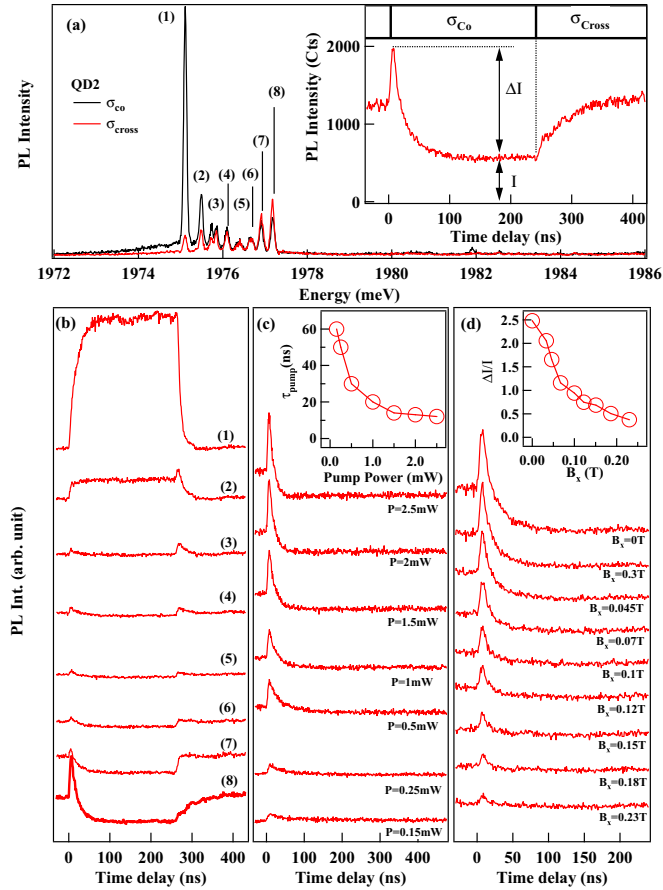 (a)
(1)
QD2
σco
σcross
(2)
(3)
(4)
(5)
(6)
(7)
(8)
PL Intensity
1972
1974
1976
1978
1980
1982
1984
1986
Energy (meV)
σCo
σCross
PL Intensity (Cts)
2000
1200
400
ΔI
I
0
100
200
300
400
Time delay (ns)
PL Int. (arb. unit)
(b)
(1)
(2)
(3)
(4)
(5)
(6)
(7)
(8)
0
100
200
300
400
Time delay (ns)
(c)
τpump(ns)
60
40
20
0
0.0
1.0
2.0
Pump Power (mW)
P=2.5mW
P=2mW
P=1.5mW
P=1mW
P=0.5mW
P=0.25mW
P=0.15mW
0
100
200
300
400
Time delay (ns)
(d)
ΔI/I
2.5
2.0
1.5
1.0
0.5
0.0
0.00
0.10
0.20
Bx (T)
Bx=0T
Bx=0.3T
Bx=0.045T
Bx=0.07T
Bx=0.1T
Bx=0.12T
Bx=0.15T
Bx=0.18T
Bx=0.23T
0
50
100
150
200
Time delay (ns)